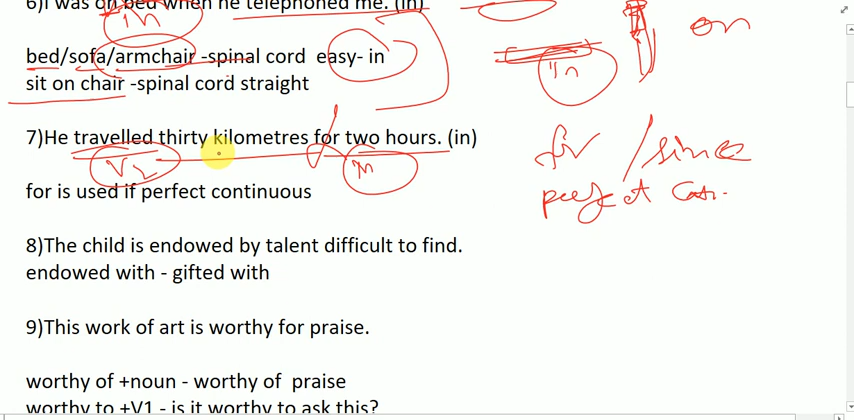 6)I was on bed when he telephoned me. (in)
in
on
bed/sofa/armchair -spinal cord easy- in
in
sit on chair -spinal cord straight
7)He travelled thirty kilometres for two hours. (in)
for /since
V2
in
for is used if perfect continuous
perfect
8)The child is endowed by talent difficult to find.
endowed with - gifted with
9)This work of art is worthy for praise.
worthy of +noun - worthy of praise
worthy to +V1 - is it worthy to ask this?